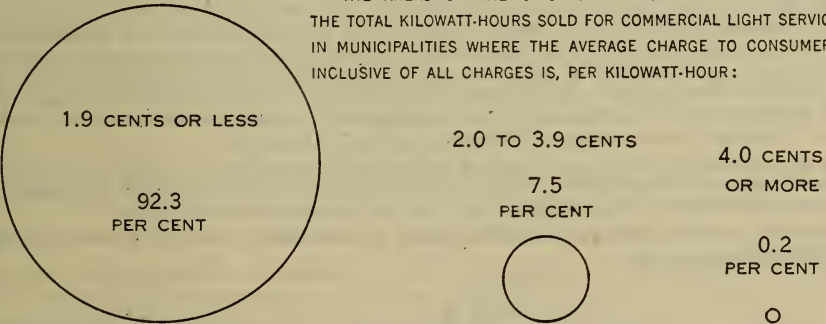 THE TOTAL KILOWATT-HOURS SOLD FOR COMMERCIAL LIGHT SERVIC
IN MUNICIPALITIES WHERE THE AVERAGE CHARGE TO CONSUMER
INCLUSIVE OF ALL CHARGES IS, PER KILOWATT-HOUR:
1.9 CENTS OR LESS
92.3
PER CENT
2.0 TO 3.9 CENTS
7.5
PER CENT
4.0 CENTS
OR MORE
0.2
PER CENT